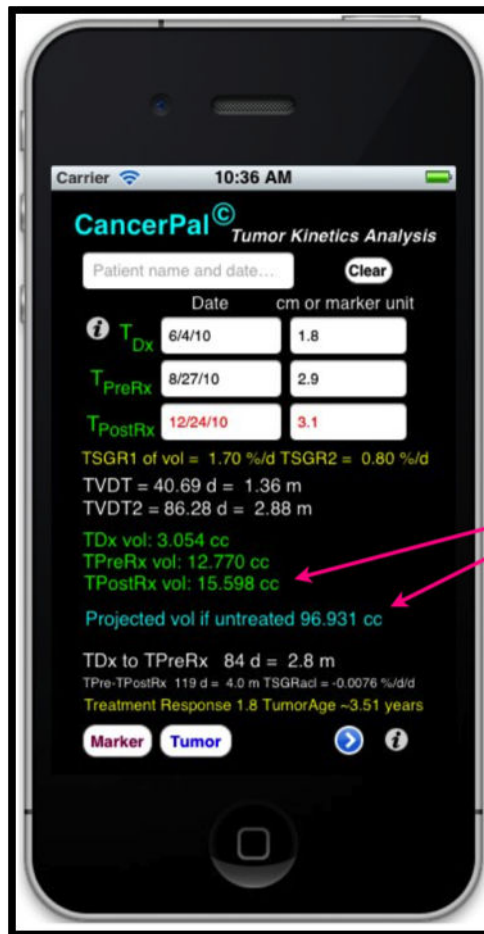 Carrier 10:36 AM
CancerPal© Tumor Kinetics Analysis
Patient name and date... Clear
Date cm or marker unit
i TDx 6/4/10 1.8
TPreRx 8/27/10 2.9
TPostRx 12/24/10 3.1
TSGR1 of vol = 1.70 %/d TSGR2 = 0.80 %/d
TVDT = 40.69 d = 1.36 m
TVDT2 = 86.28 d = 2.88 m
TDx vol: 3.054 cc
TPreRx vol: 12.770 cc
TPostRx vol: 15.598 cc
Projected vol if untreated 96.931 cc
TDx to TPreRx 84 d = 2.8 m
TPre-TPostRx 119 d = 4.0 m TSGRacl = -0.0076 %/d/d
Treatment Response 1.8 TumorAge ~3.51 years
Marker Tumor i